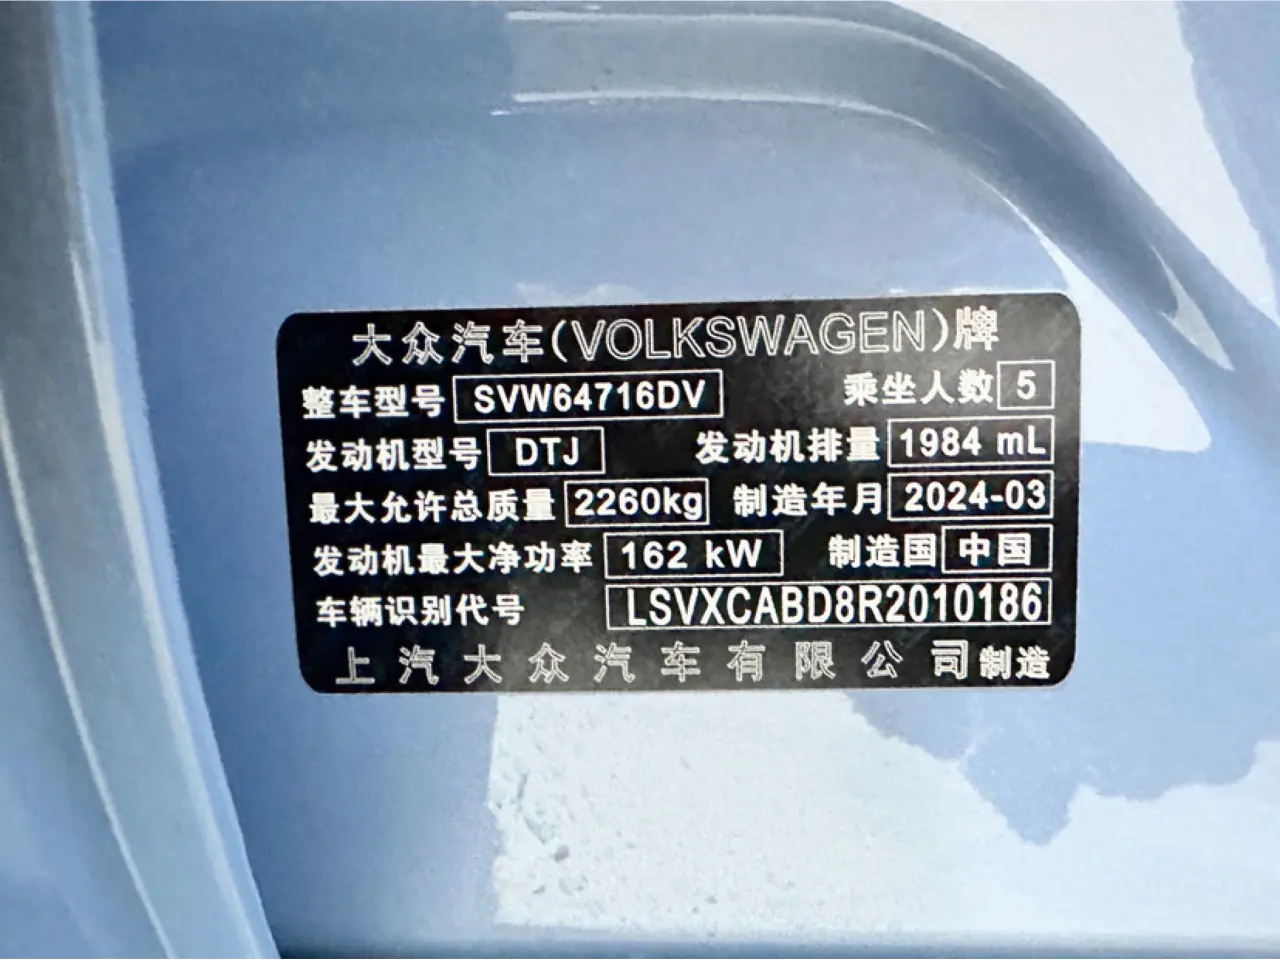 大众汽车(VOLKSWAGEN)牌
整车型号 SVW64716DV 乘坐人数 5
发动机型号 DTJ 发动机排量 1984 mL
最大允许总质量 2260kg 制造年月 2024-03
发动机最大净功率 162 kW 制造国 中国
车辆识别代号 LSVXCABD8R2010186
上汽大众汽车有限公司制造